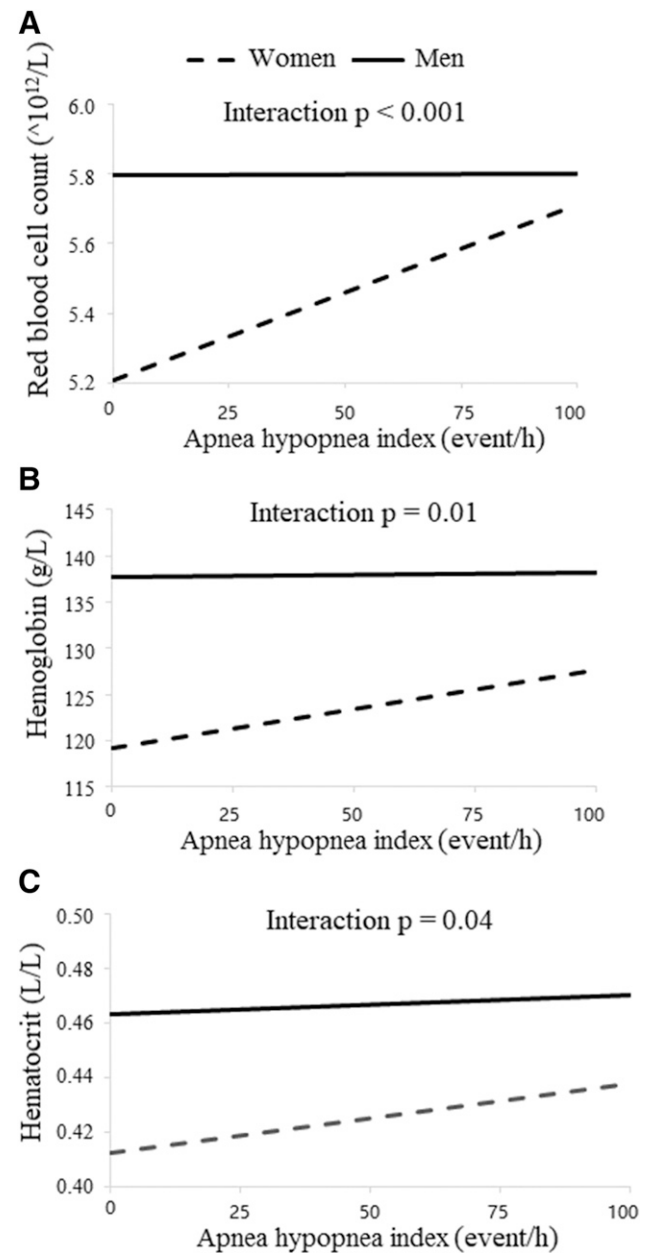 A
Women Men
Interaction p < 0.001
Red blood cell count (^10¹²/L)
6.0
5.8
5.6
5.4
5.2
0 25 50 75 100
Apnea hypopnea index (event/h)
B
Interaction p = 0.01
Hemoglobin (g/L)
145
140
135
130
125
120
115
0 25 50 75 100
Apnea hypopnea index (event/h)
C
Interaction p = 0.04
Hematocrit (L/L)
0.50
0.48
0.46
0.44
0.42
0.40
0 25 50 75 100
Apnea hypopnea index (event/h)